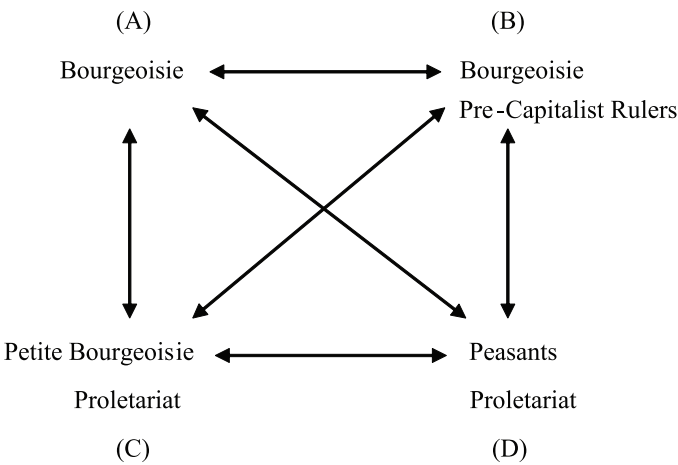 (A) (B)
Bourgeoisie Bourgeoisie
Pre-Capitalist Rulers
Petite Bourgeoisie Peasants
Proletariat Proletariat
(C) (D)